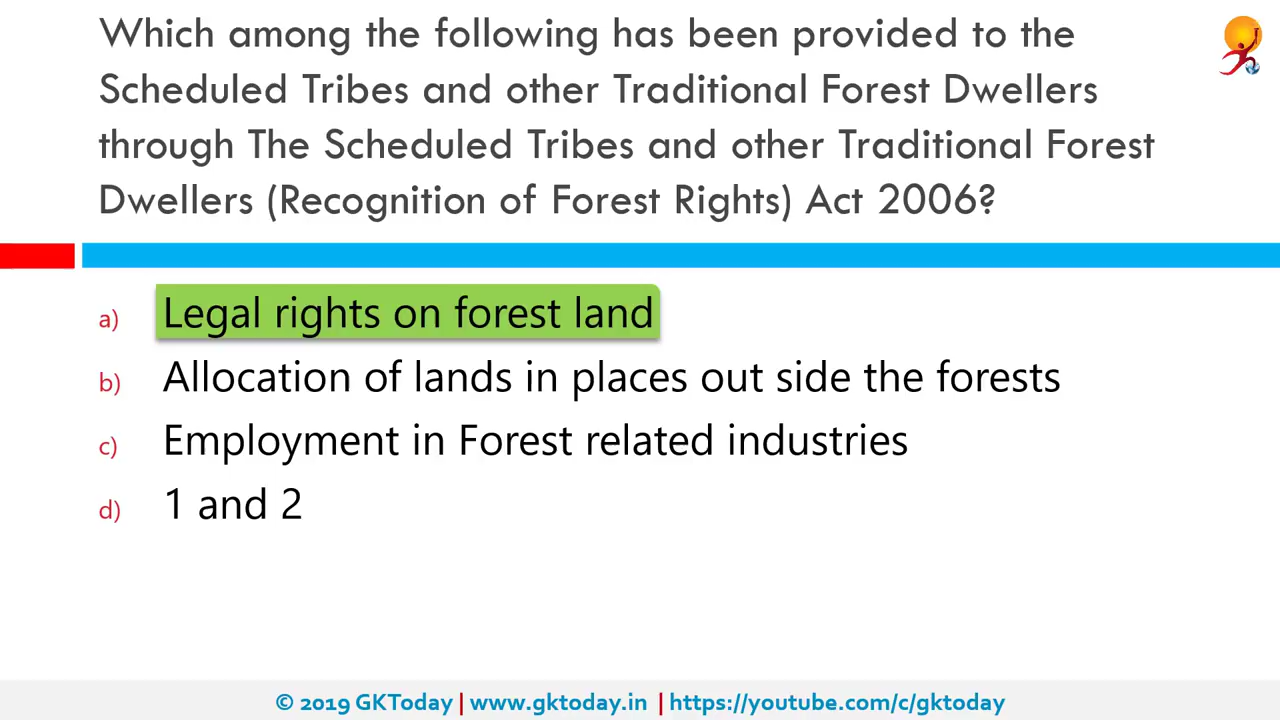 Which among the following has been provided to the
Scheduled Tribes and other Traditional Forest Dwellers
through The Scheduled Tribes and other Traditional Forest
Dwellers (Recognition of Forest Rights) Act 2006?
a) Legal rights on forest land
b) Allocation of lands in places out side the forests
c) Employment in Forest related industries
d) 1 and 2
© 2019 GKToday | www.gktoday.in | https://youtube.com/c/gktoday